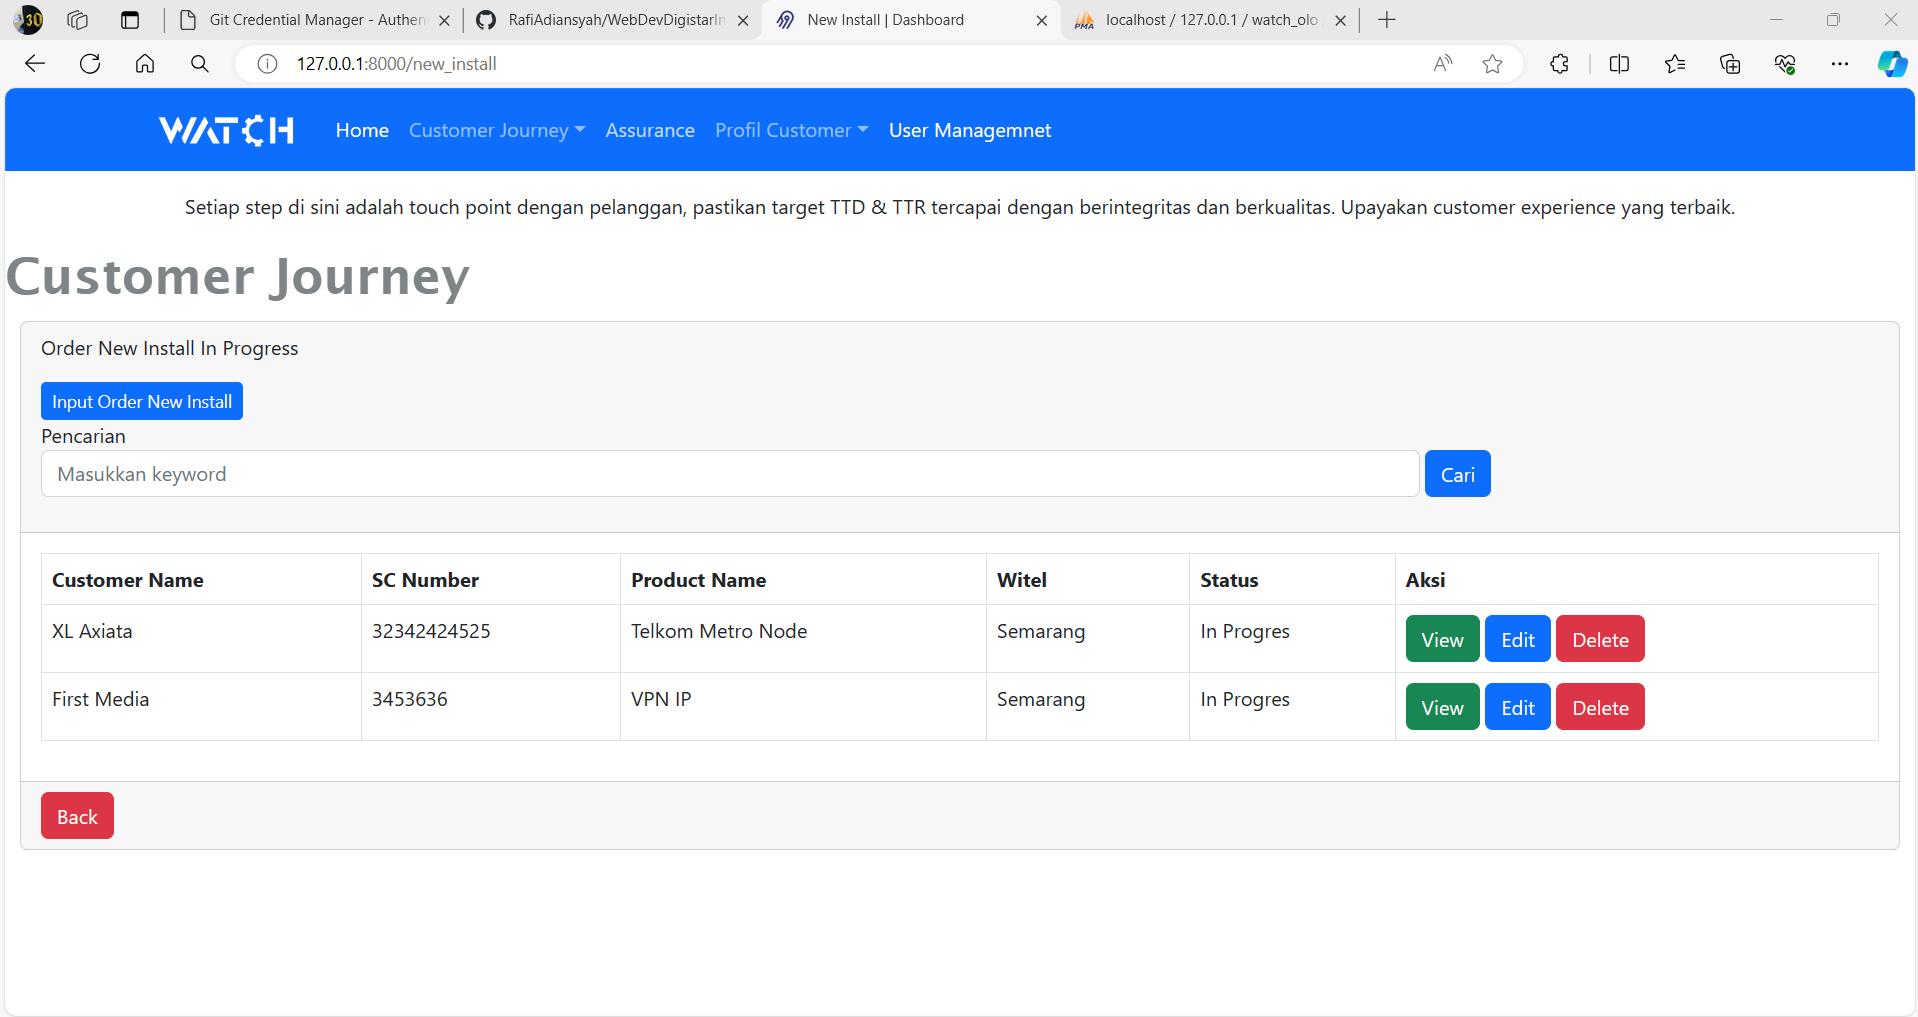 30 Git Credential Manager - Authen RafiAdiansyah/WebDevDigistarIn New Install | Dashboard PMA localhost / 127.0.0.1 / watch_olo
127.0.0.1:8000/new_install
WATCH Home Customer Journey Assurance Profil Customer User Managemnet
Setiap step di sini adalah touch point dengan pelanggan, pastikan target TTD & TTR tercapai dengan berintegritas dan berkualitas. Upayakan customer experience yang terbaik.
Customer Journey
Order New Install In Progress
Input Order New Install
Pencarian
Masukkan keyword Cari
Customer Name SC Number Product Name Witel Status Aksi
XL Axiata 32342424525 Telkom Metro Node Semarang In Progres View Edit Delete
First Media 3453636 VPN IP Semarang In Progres View Edit Delete
Back